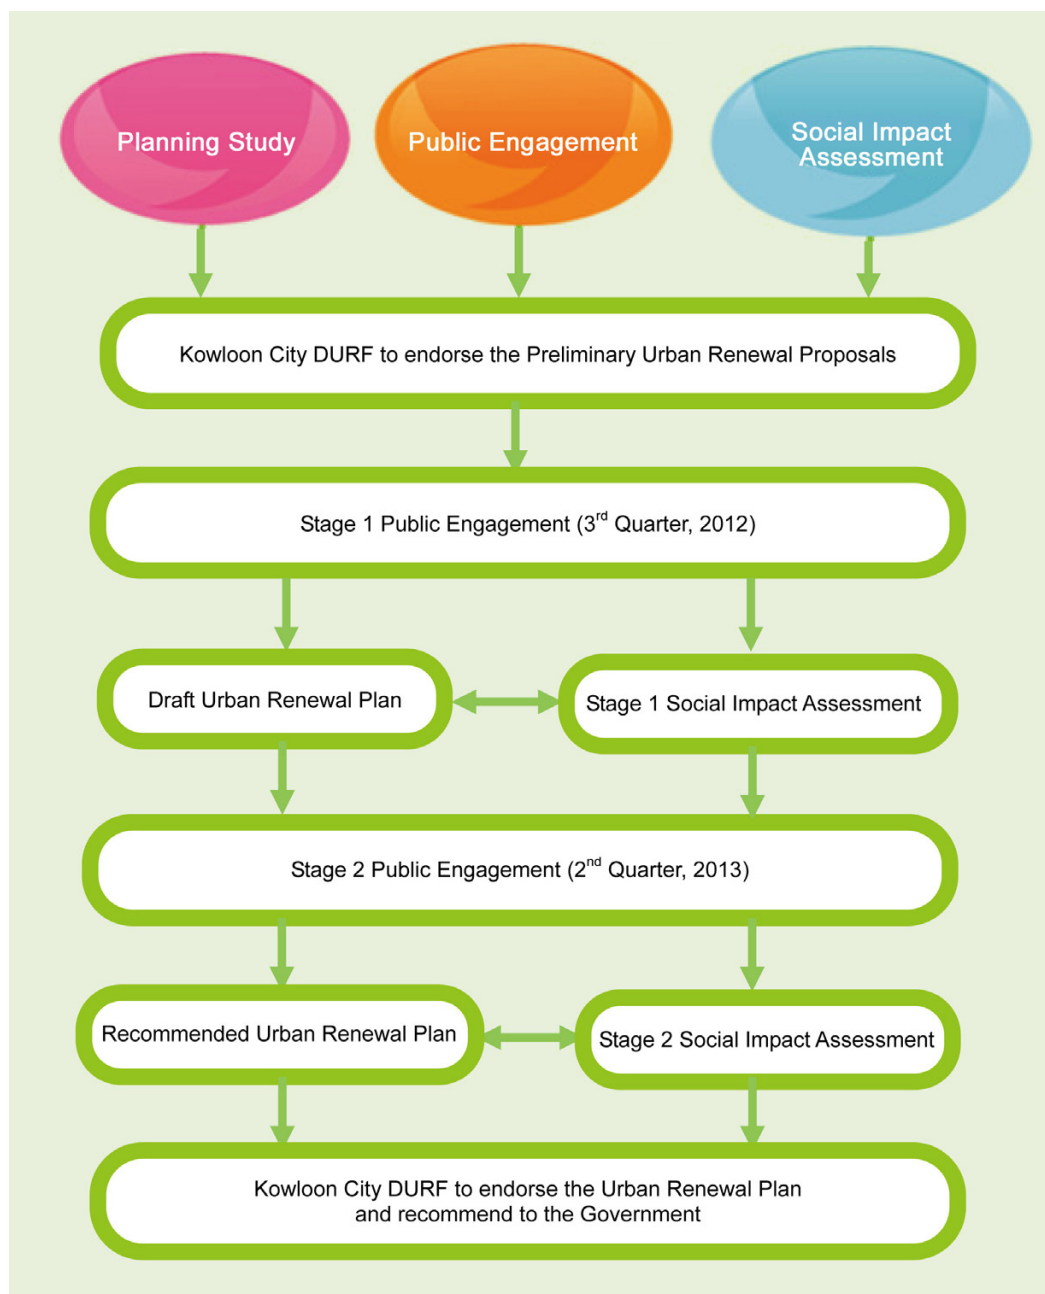 Planning Study
Public Engagement
Social Impact
Assessment
Kowloon City DURF to endorse the Preliminary Urban Renewal Proposals
Stage 1 Public Engagement (3rd Quarter, 2012)
Draft Urban Renewal Plan
Stage 1 Social Impact Assessment
Stage 2 Public Engagement (2nd Quarter, 2013)
Recommended Urban Renewal Plan
Stage 2 Social Impact Assessment
Kowloon City DURF to endorse the Urban Renewal Plan
and recommend to the Government